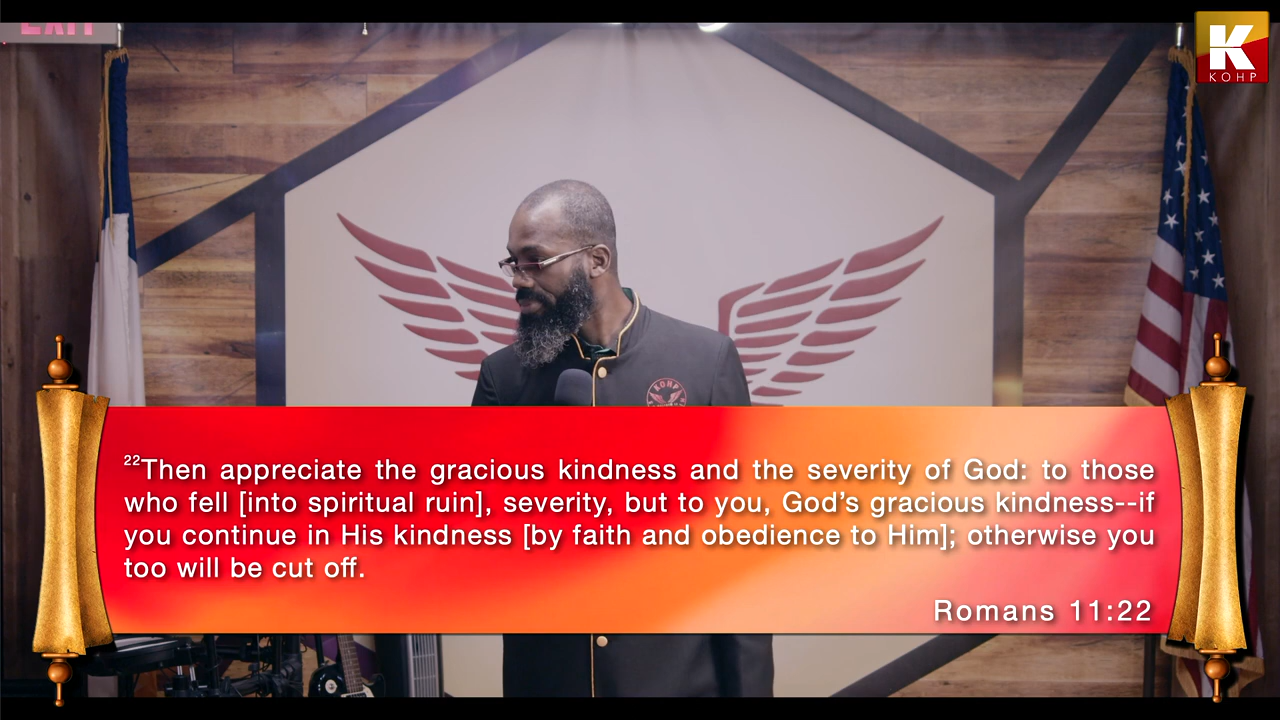 EXIT
K
KOHP
KOHP
22Then appreciate the gracious kindness and the severity of God: to those
who fell [into spiritual ruin], severity, but to you, God’s gracious kindness--if
you continue in His kindness [by faith and obedience to Him]; otherwise you
too will be cut off.
Romans 11:22